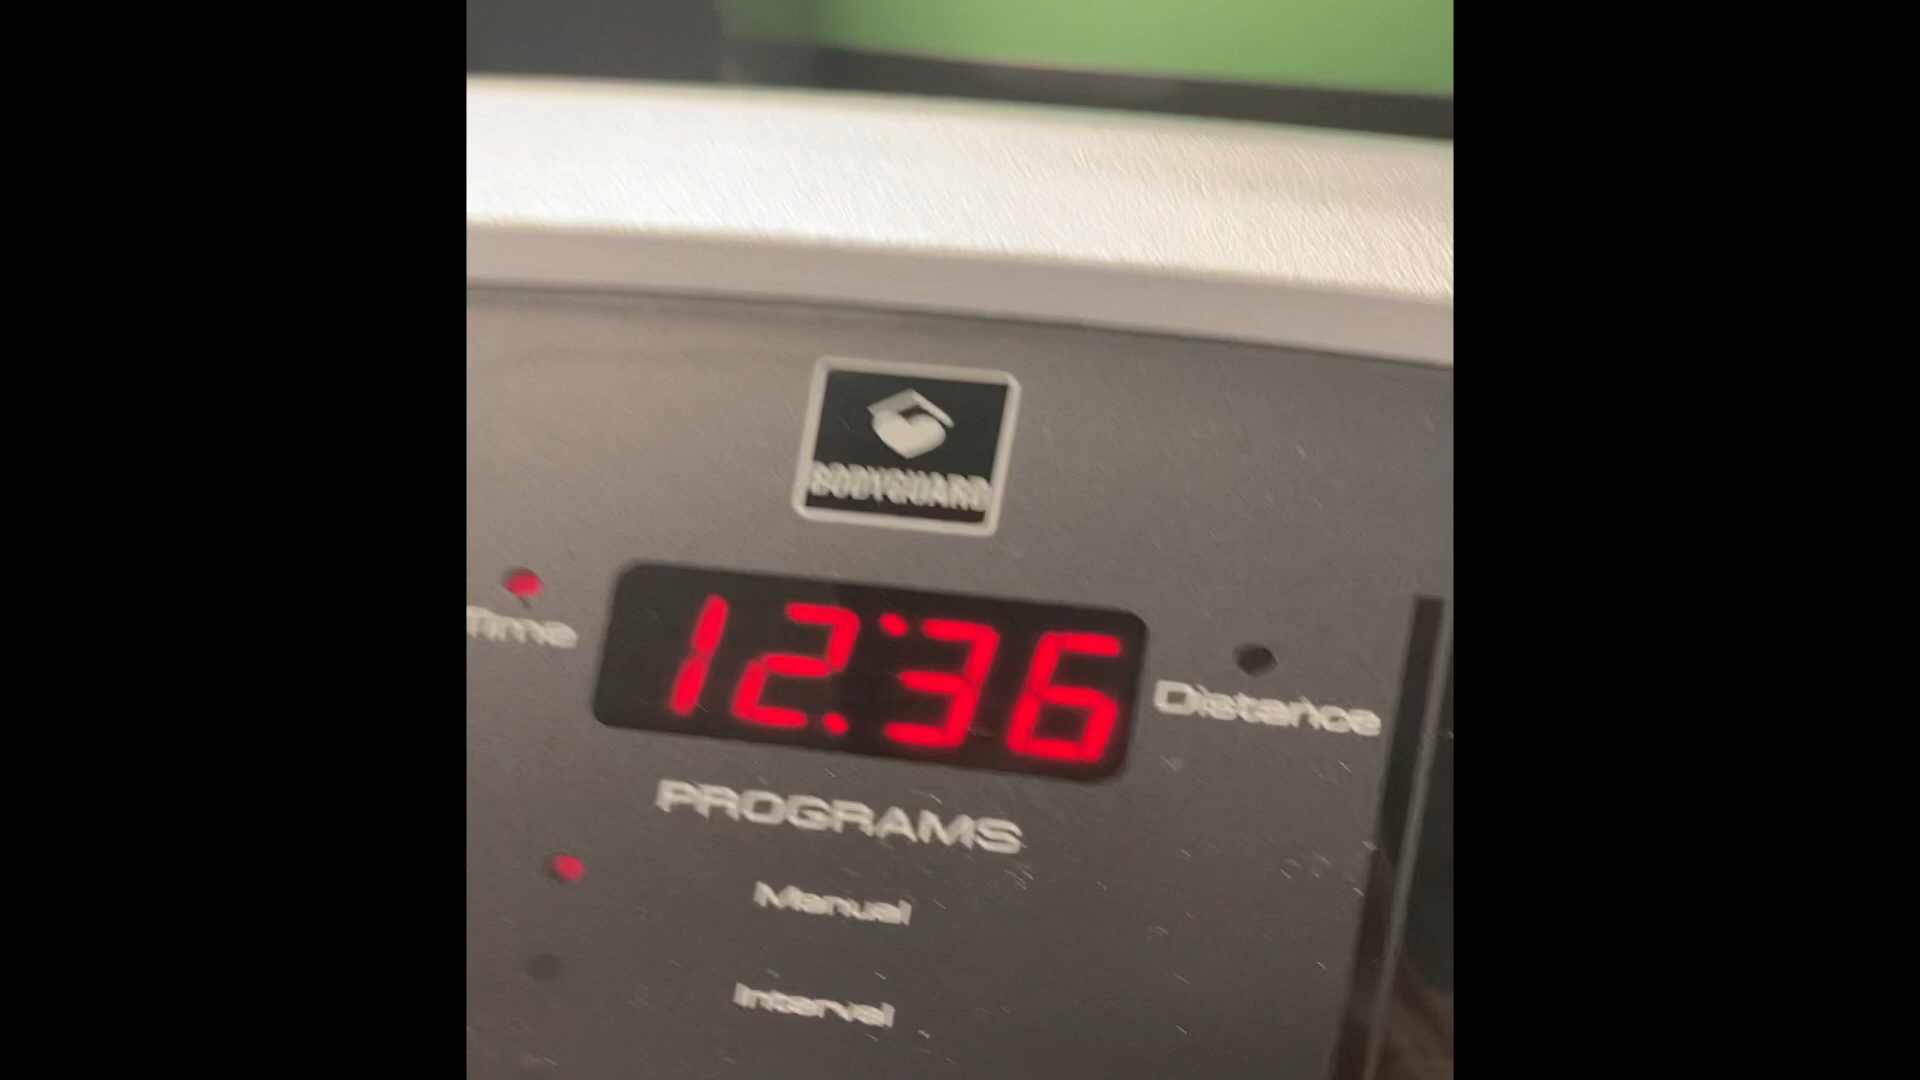 BODYGUARD
Time
12:36
Distance
PROGRAMS
Manual
Interval